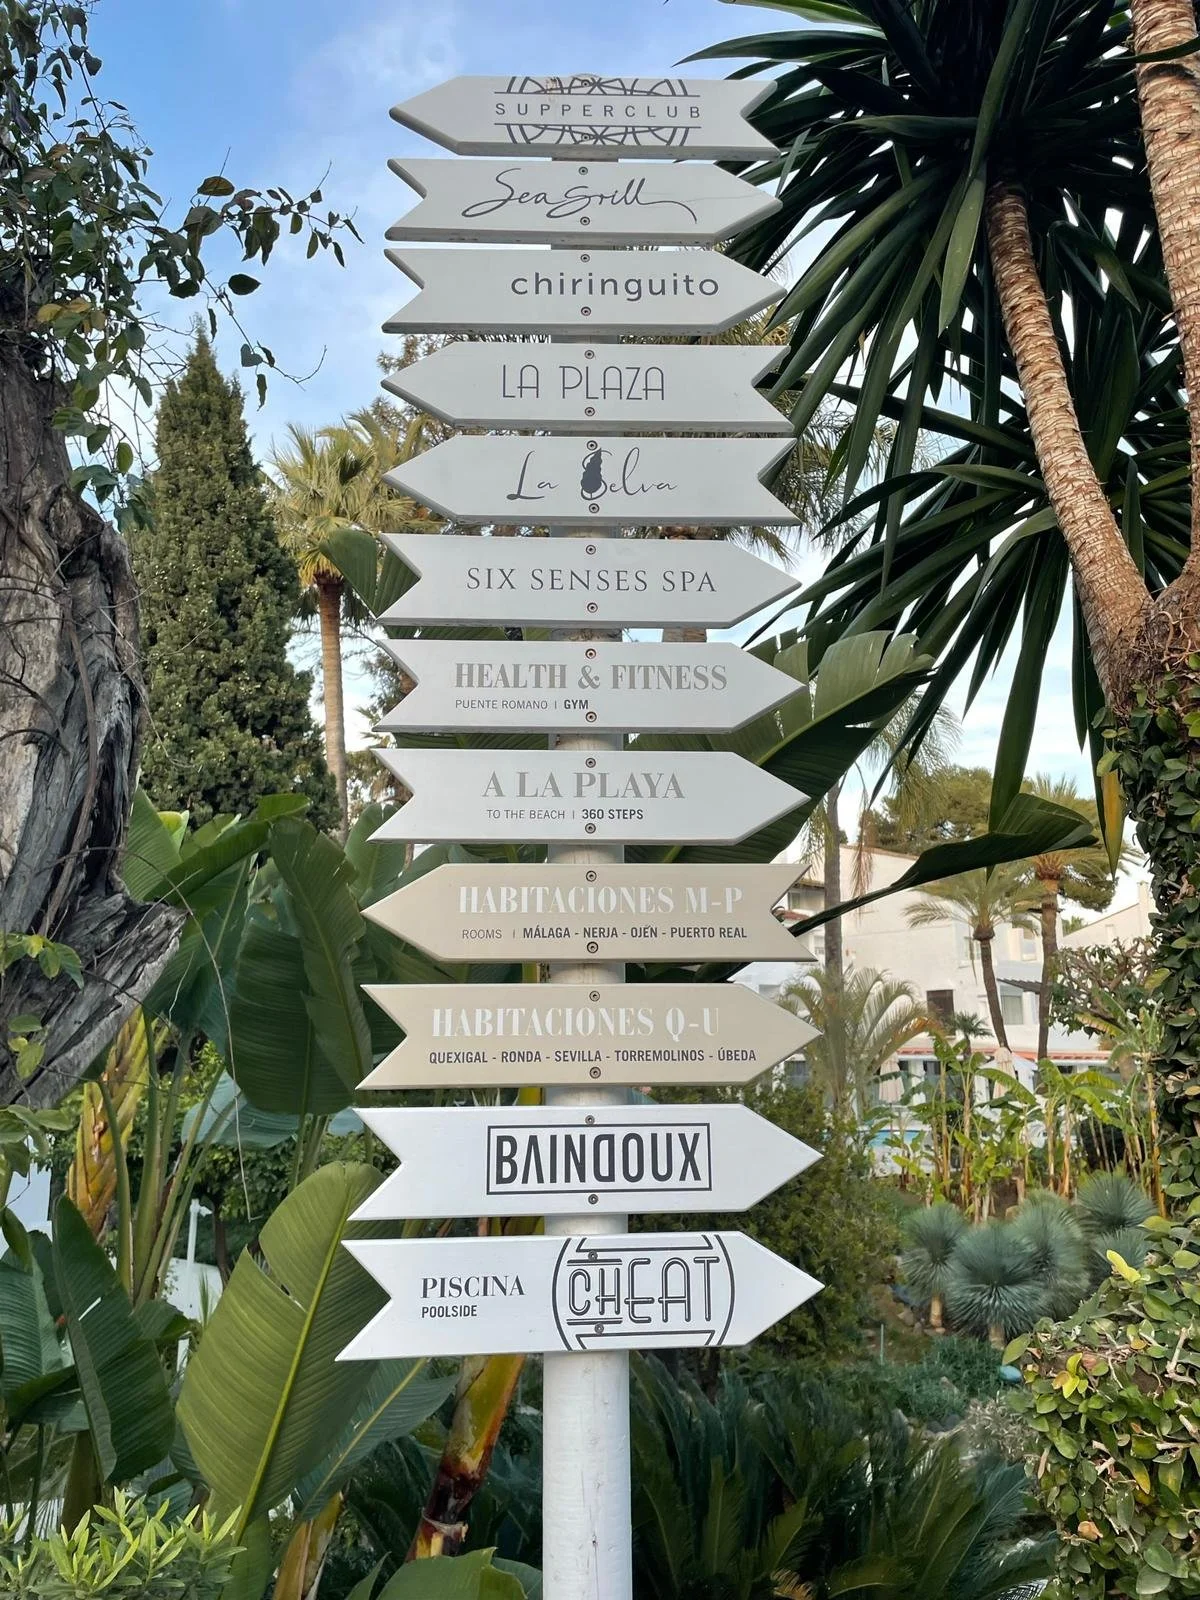 SUPPERCLUB
Sea Grill
chiringuito
LA PLAZA
La Selva
SIX SENSES SPA
HEALTH & FITNESS
PUENTE ROMANO | GYM
A LA PLAYA
TO THE BEACH | 360 STEPS
HABITACIONES M-P
ROOMS | MÁLAGA - NERJA - OJÉN - PUERTO REAL
HABITACIONES Q-U
QUEXIGAL - RONDA - SEVILLA - TORREMOLINOS - ÚBEDA
BAINDOUX
PISCINA
POOLSIDE
CHEAT